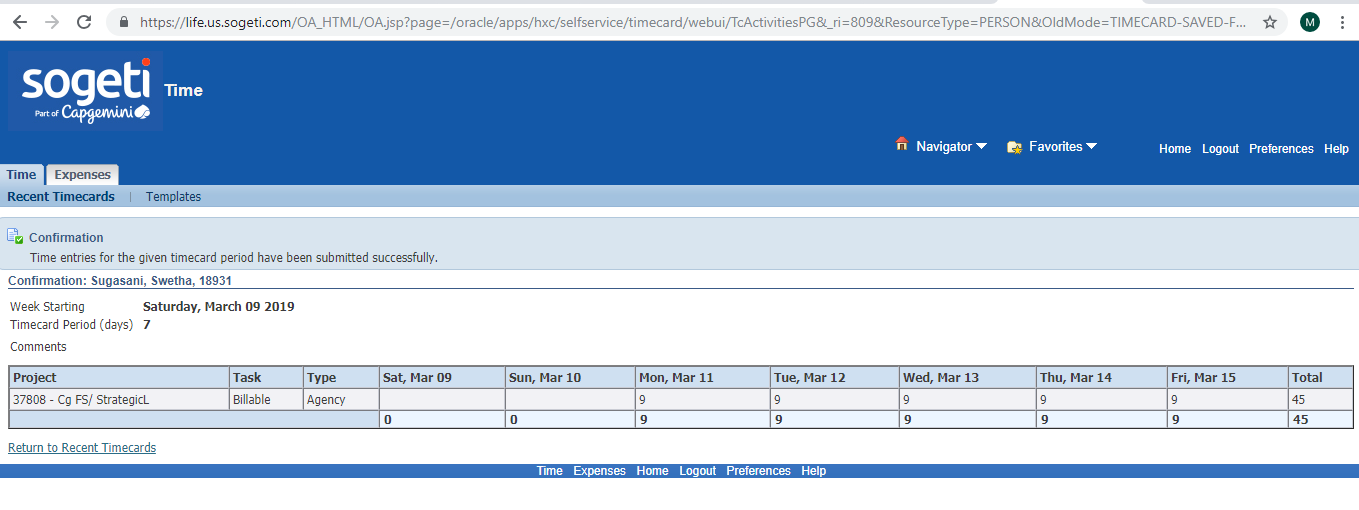 https://life.us.sogeti.com/OA_HTML/OA.jsp?page=/oracle/apps/hxc/selfservice/timecard/webui/TcActivitiesPG&_ri=809&ResourceType=PERSON&OldMode=TIMECARD-SAVED-F... M
sogeti
Part of Capgemini
Time
Navigator Favorites Home Logout Preferences Help
Time Expenses
Recent Timecards | Templates
Confirmation
Time entries for the given timecard period have been submitted successfully.
Confirmation: Sugasani, Swetha, 18931
Week Starting Saturday, March 09 2019
Timecard Period (days) 7
Comments
Project Task Type Sat, Mar 09 Sun, Mar 10 Mon, Mar 11 Tue, Mar 12 Wed, Mar 13 Thu, Mar 14 Fri, Mar 15 Total
37808 - Cg FS/ StrategicL Billable Agency 9 9 9 9 9 45
0 0 9 9 9 9 9 45
Return to Recent Timecards
Time Expenses Home Logout Preferences Help